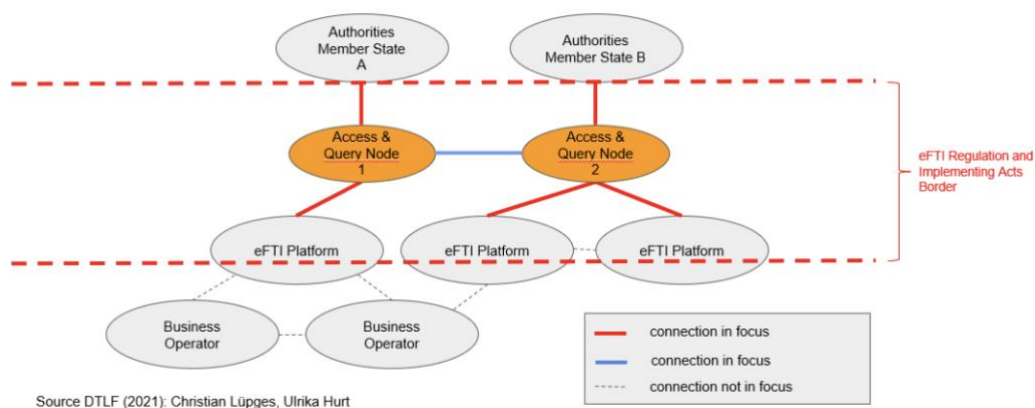 Authorities
Member State
A
Authorities
Member State B
Access &
Query Node
1
Access &
Query Node
2
eFTI Regulation and
Implementing Acts
Border
eFTI Platform
eFTI Platform
eFTI Platform
Business
Operator
Business
Operator
connection in focus
connection in focus
connection not in focus
Source DTLF (2021): Christian Lüpges, Ulrika Hurt